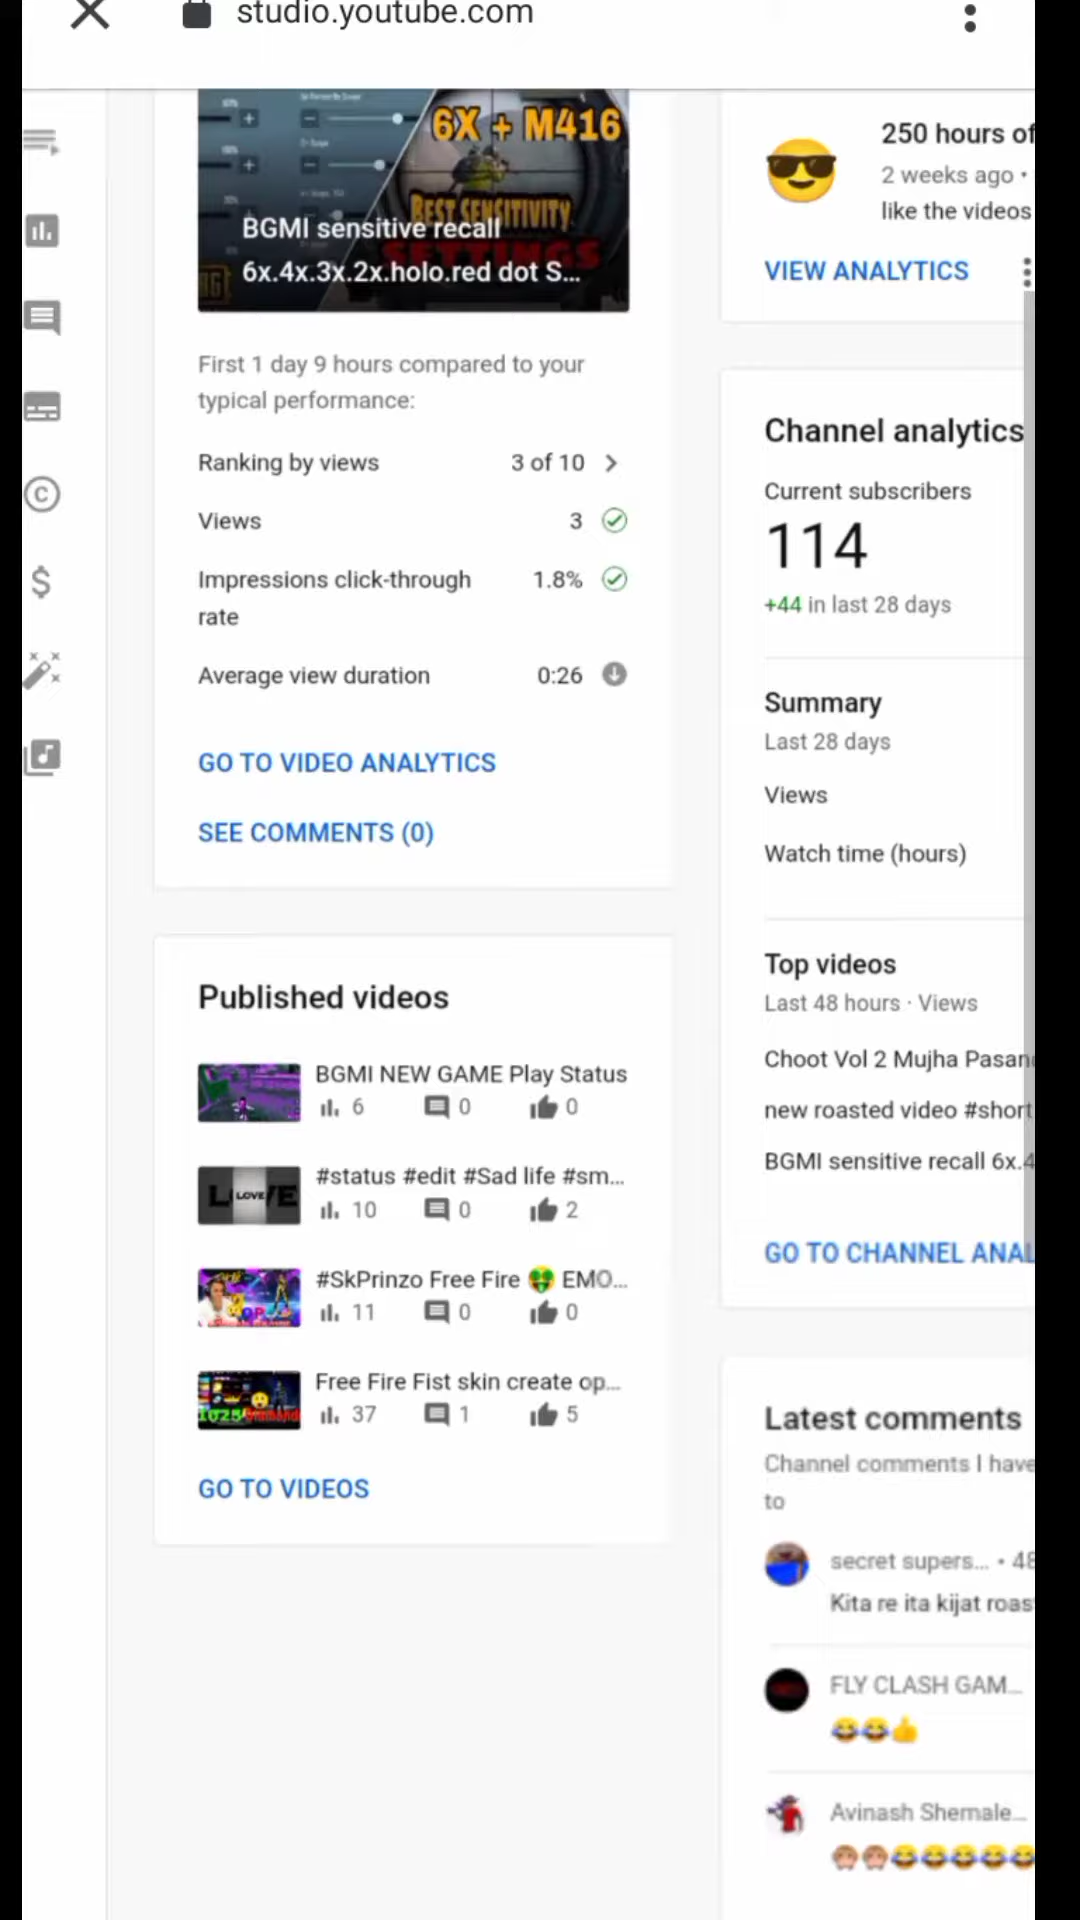 studio.youtube.com
6X + M416
BEST SENSITIVITY
SETTINGS
BGMI sensitive recall
6x.4x.3x.2x.holo.red dot S...
First 1 day 9 hours compared to your
typical performance:
Ranking by views 3 of 10
Views 3
Impressions click-through 1.8%
rate
Average view duration 0:26
GO TO VIDEO ANALYTICS
SEE COMMENTS (0)
Published videos
BGMI NEW GAME Play Status
6 0 0
LOVE
#status #edit #Sad life #sm...
10 0 2
#SkPrinzo Free Fire 🤑 EMO...
11 0 0
Free Fire Fist skin create op...
37 1 5
GO TO VIDEOS
250 hours of
2 weeks ago •
like the videos
VIEW ANALYTICS
Channel analytics
Current subscribers
114
+44 in last 28 days
Summary
Last 28 days
Views
Watch time (hours)
Top videos
Last 48 hours · Views
Choot Vol 2 Mujha Pasan
new roasted video #short
BGMI sensitive recall 6x.4
GO TO CHANNEL ANAL
Latest comments
Channel comments I have
to
secret supers... • 48
Kita re ita kijat roas
FLY CLASH GAM...
😂😂👍
Avinash Shemale...
🙈🙈😂😂😂😂😂